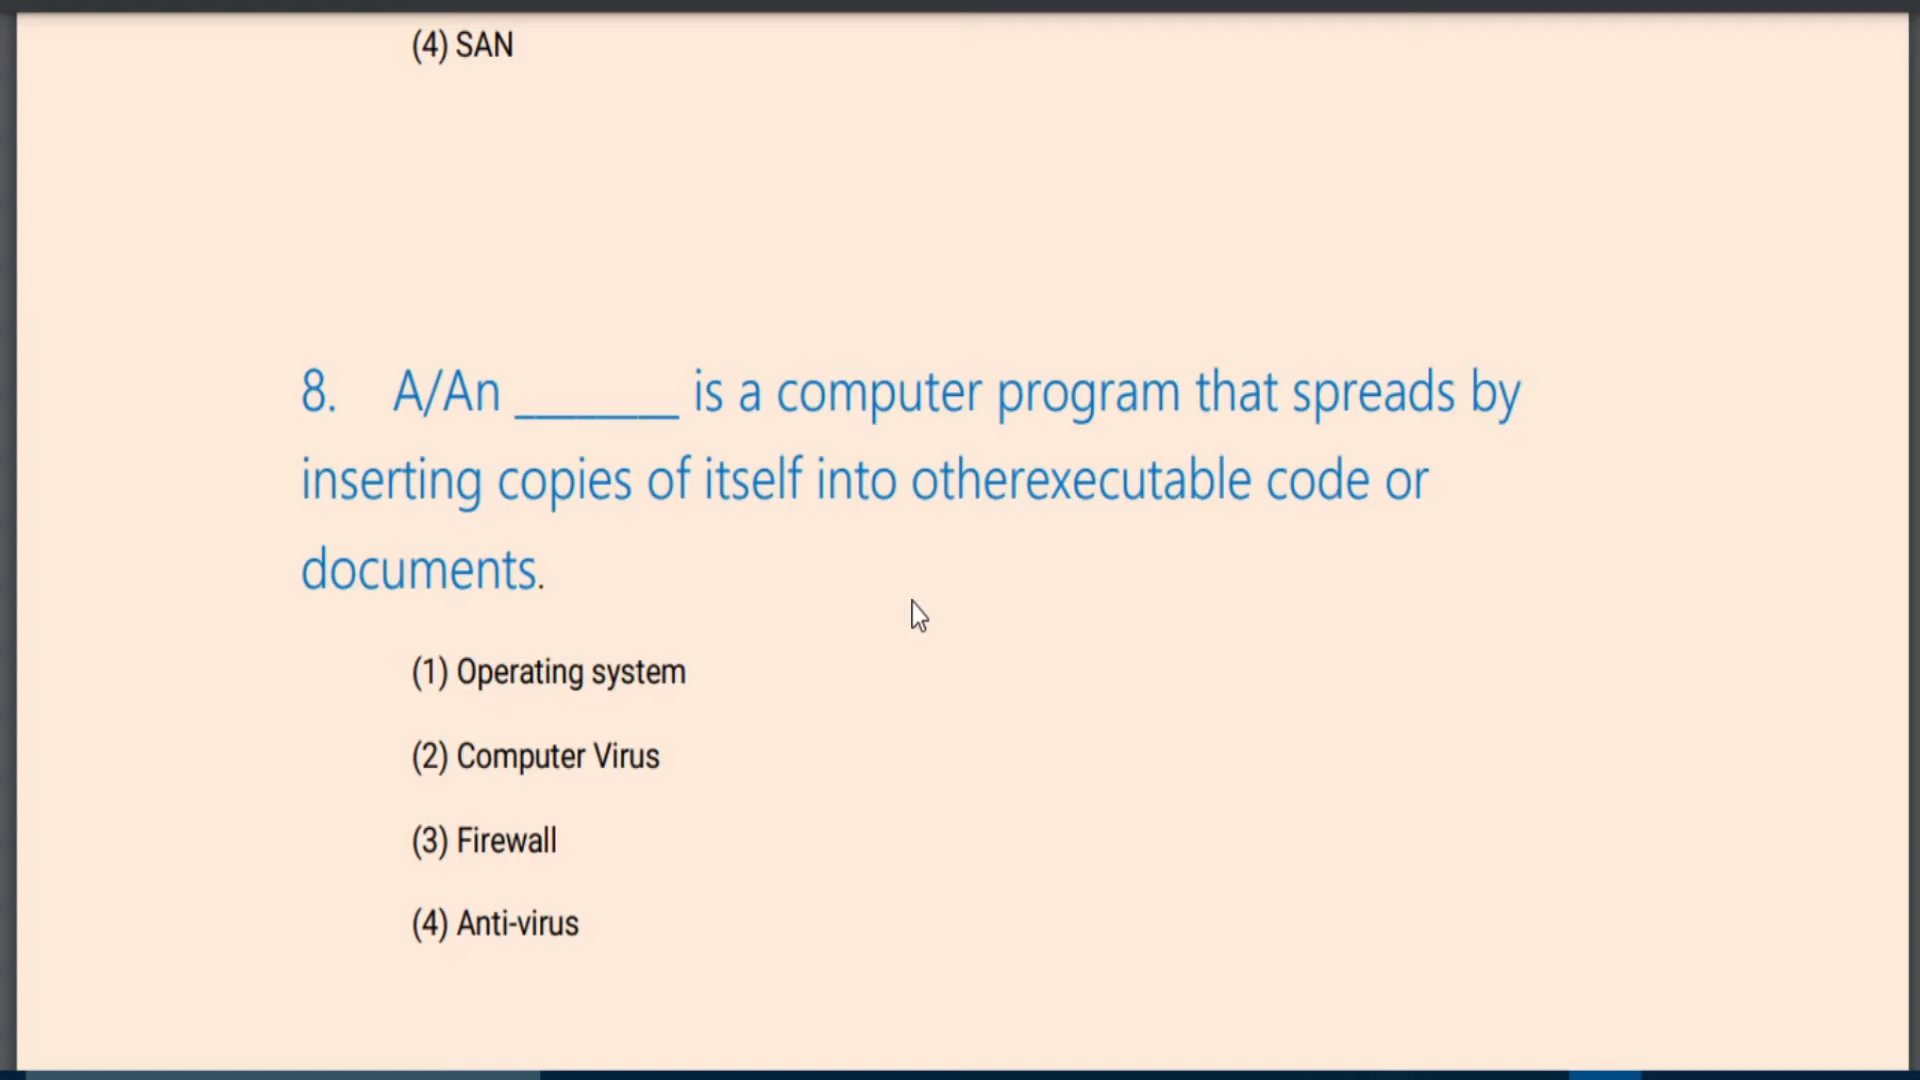 (4) SAN
8. A/An _______ is a computer program that spreads by
inserting copies of itself into otherexecutable code or
documents.
(1) Operating system
(2) Computer Virus
(3) Firewall
(4) Anti-virus